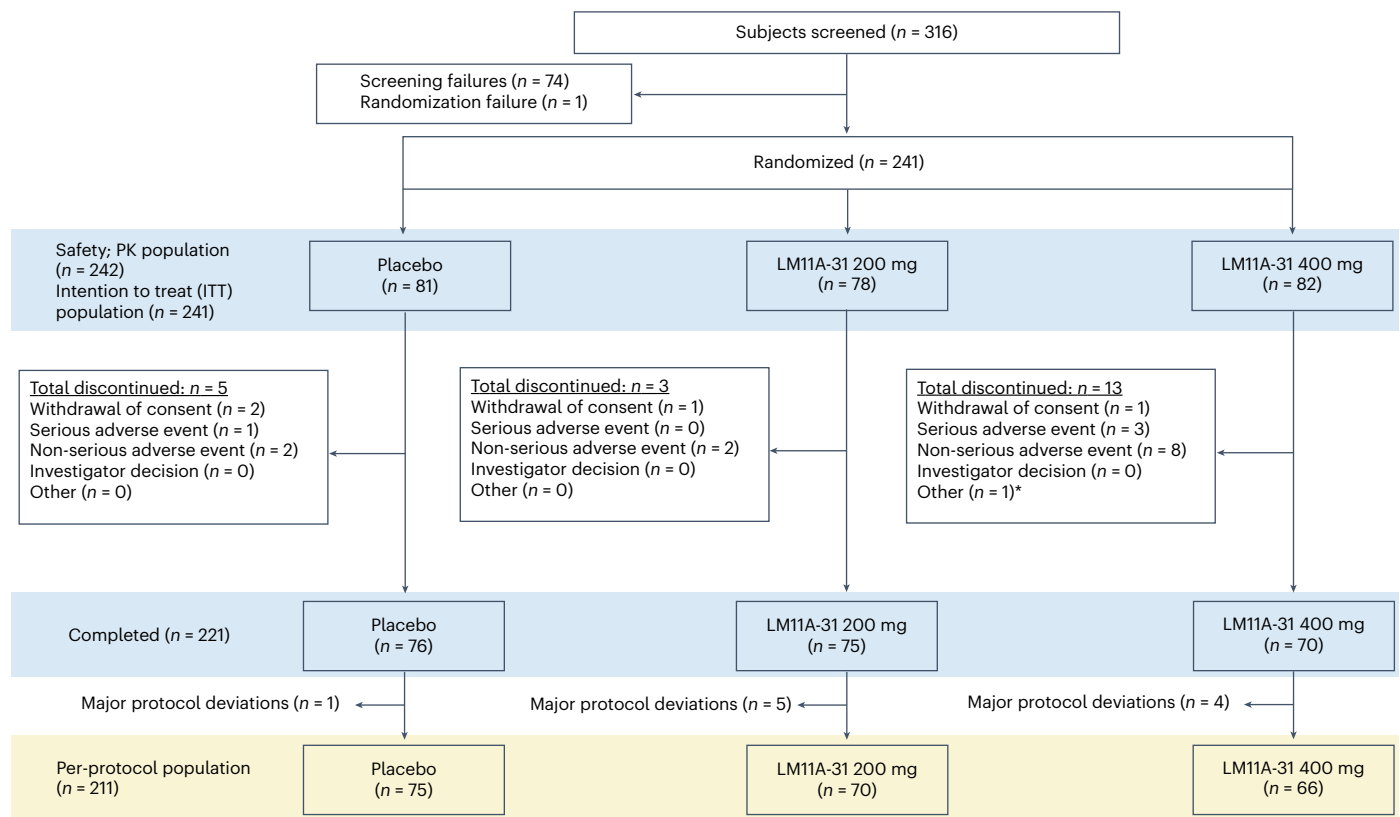 Subjects screened (n = 316)
Screening failures (n = 74)
Randomization failure (n = 1)
Randomized (n = 241)
Safety; PK population
(n = 242)
Intention to treat (ITT)
population (n = 241)
Placebo
(n = 81)
LM11A-31 200 mg
(n = 78)
LM11A-31 400 mg
(n = 82)
Total discontinued: n = 5
Withdrawal of consent (n = 2)
Serious adverse event (n = 1)
Non-serious adverse event (n = 2)
Investigator decision (n = 0)
Other (n = 0)
Total discontinued: n = 3
Withdrawal of consent (n = 1)
Serious adverse event (n = 0)
Non-serious adverse event (n = 2)
Investigator decision (n = 0)
Other (n = 0)
Total discontinued: n = 13
Withdrawal of consent (n = 1)
Serious adverse event (n = 3)
Non-serious adverse event (n = 8)
Investigator decision (n = 0)
Other (n = 1)*
Completed (n = 221)
Placebo
(n = 76)
LM11A-31 200 mg
(n = 75)
LM11A-31 400 mg
(n = 70)
Major protocol deviations (n = 1)
Major protocol deviations (n = 5)
Major protocol deviations (n = 4)
Per-protocol population
(n = 211)
Placebo
(n = 75)
LM11A-31 200 mg
(n = 70)
LM11A-31 400 mg
(n = 66)